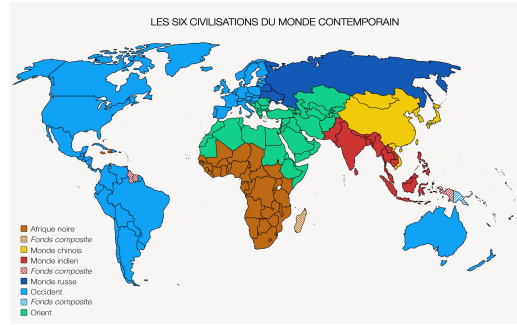 LES SIX CIVILISATIONS DU MONDE CONTEMPORAIN
Afrique noire
Fonds composite
Monde chinois
Monde indien
Fonds composite
Monde russe
Occident
Fonds composite
Orient